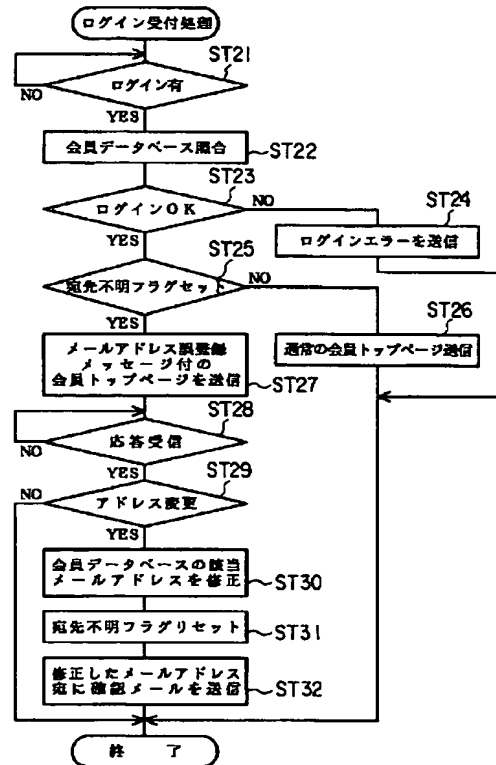 ログイン受付処理
ST21
ログイン有
NO
YES
会員データベース照合
ST22
ST23
ログインOK
NO
YES
ST24
ログインエラーを送信
ST25
宛先不明フラグセット
NO
YES
ST26
通常の会員トップページ送信
メールアドレス誤登録
メッセージ付の
会員トップページを送信
ST27
ST28
応答受信
NO
YES
ST29
NO
アドレス変更
YES
会員データベースの該当
メールアドレスを修正
ST30
宛先不明フラグリセット
ST31
修正したメールアドレス
宛に確認メールを送信
ST32
終了